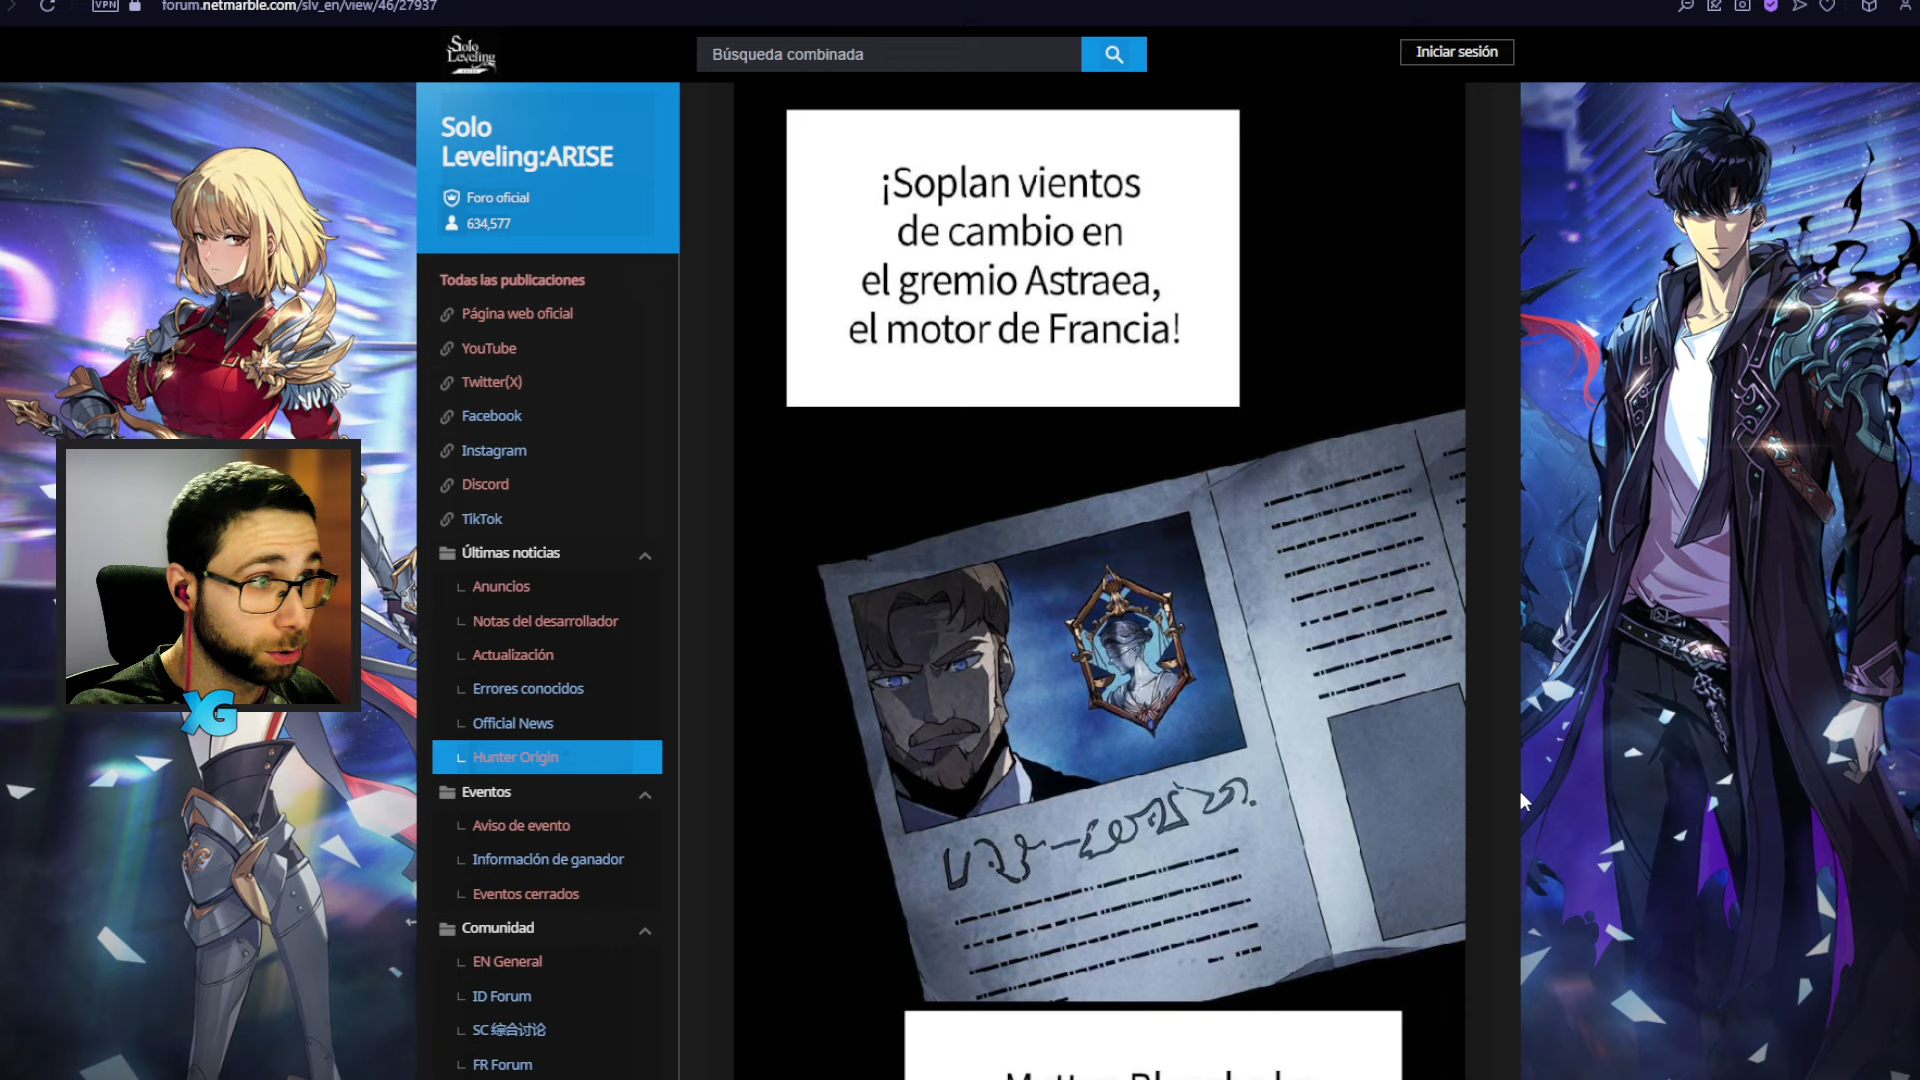 VPN
forum.netmarble.com/slv_en/view/46/27937
Solo
Leveling
Búsqueda combinada
Iniciar sesión
Solo
Leveling:ARISE
Foro oficial
634,577
Todas las publicaciones
Página web oficial
YouTube
Twitter(X)
Facebook
Instagram
Discord
TikTok
Últimas noticias
Anuncios
Notas del desarrollador
Actualización
Errores conocidos
Official News
Hunter Origin
Eventos
Aviso de evento
Información de ganador
Eventos cerrados
Comunidad
EN General
ID Forum
SC 综合讨论
FR Forum
¡Soplan vientos
de cambio en
el gremio Astraea,
el motor de Francia!
XG